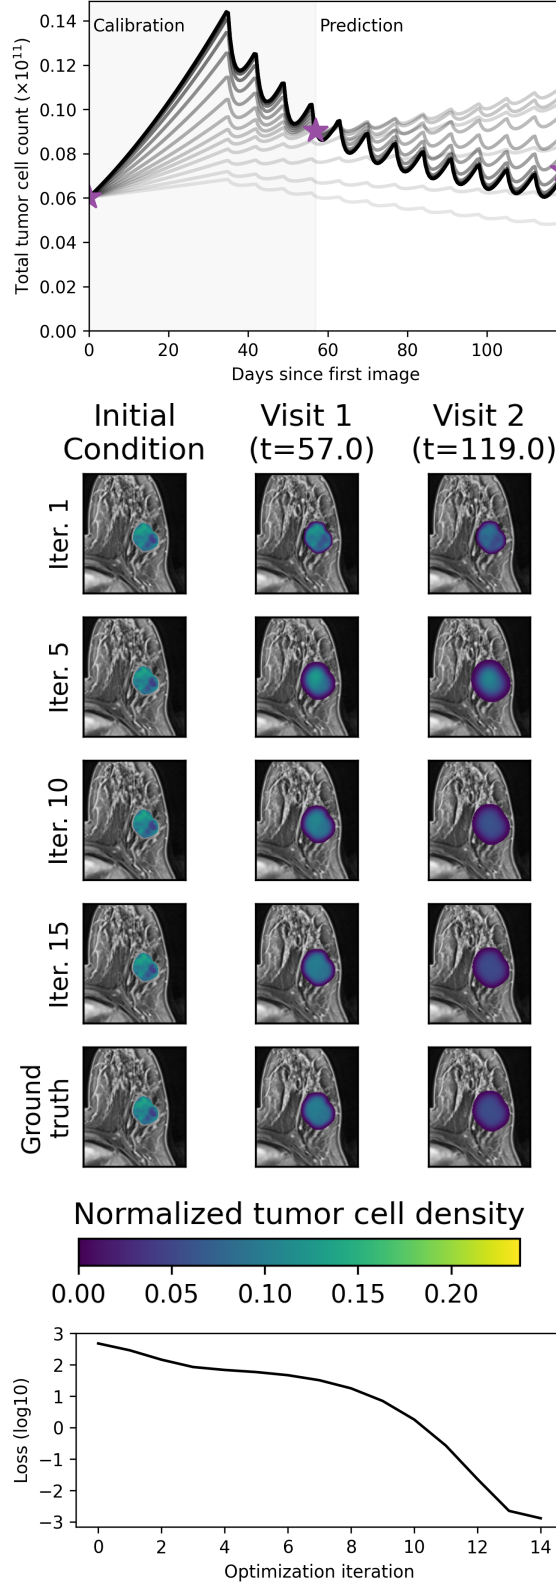 Calibration
Prediction
Total tumor cell count (×10¹¹)
0.14
0.12
0.10
0.08
0.06
0.04
0.02
0.00
0 20 40 60 80 100
Days since first image
Initial Condition Visit 1 (t=57.0) Visit 2 (t=119.0)
Iter. 1
Iter. 5
Iter. 10
Iter. 15
Ground truth
Normalized tumor cell density
0.00 0.05 0.10 0.15 0.20
Loss (log10)
3
2
1
0
−1
−2
−3
0 2 4 6 8 10 12 14
Optimization iteration